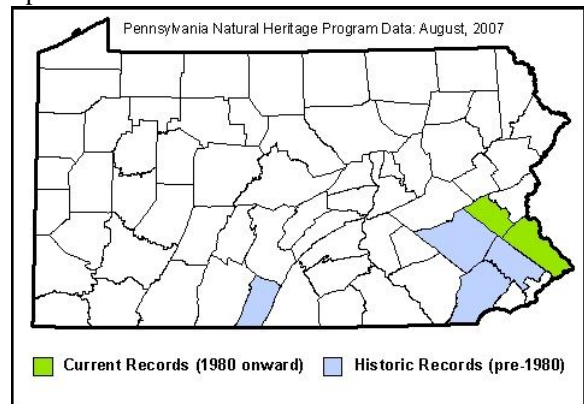 Pennsylvania Natural Heritage Program Data: August, 2007
Current Records (1980 onward) Historic Records (pre-1980)